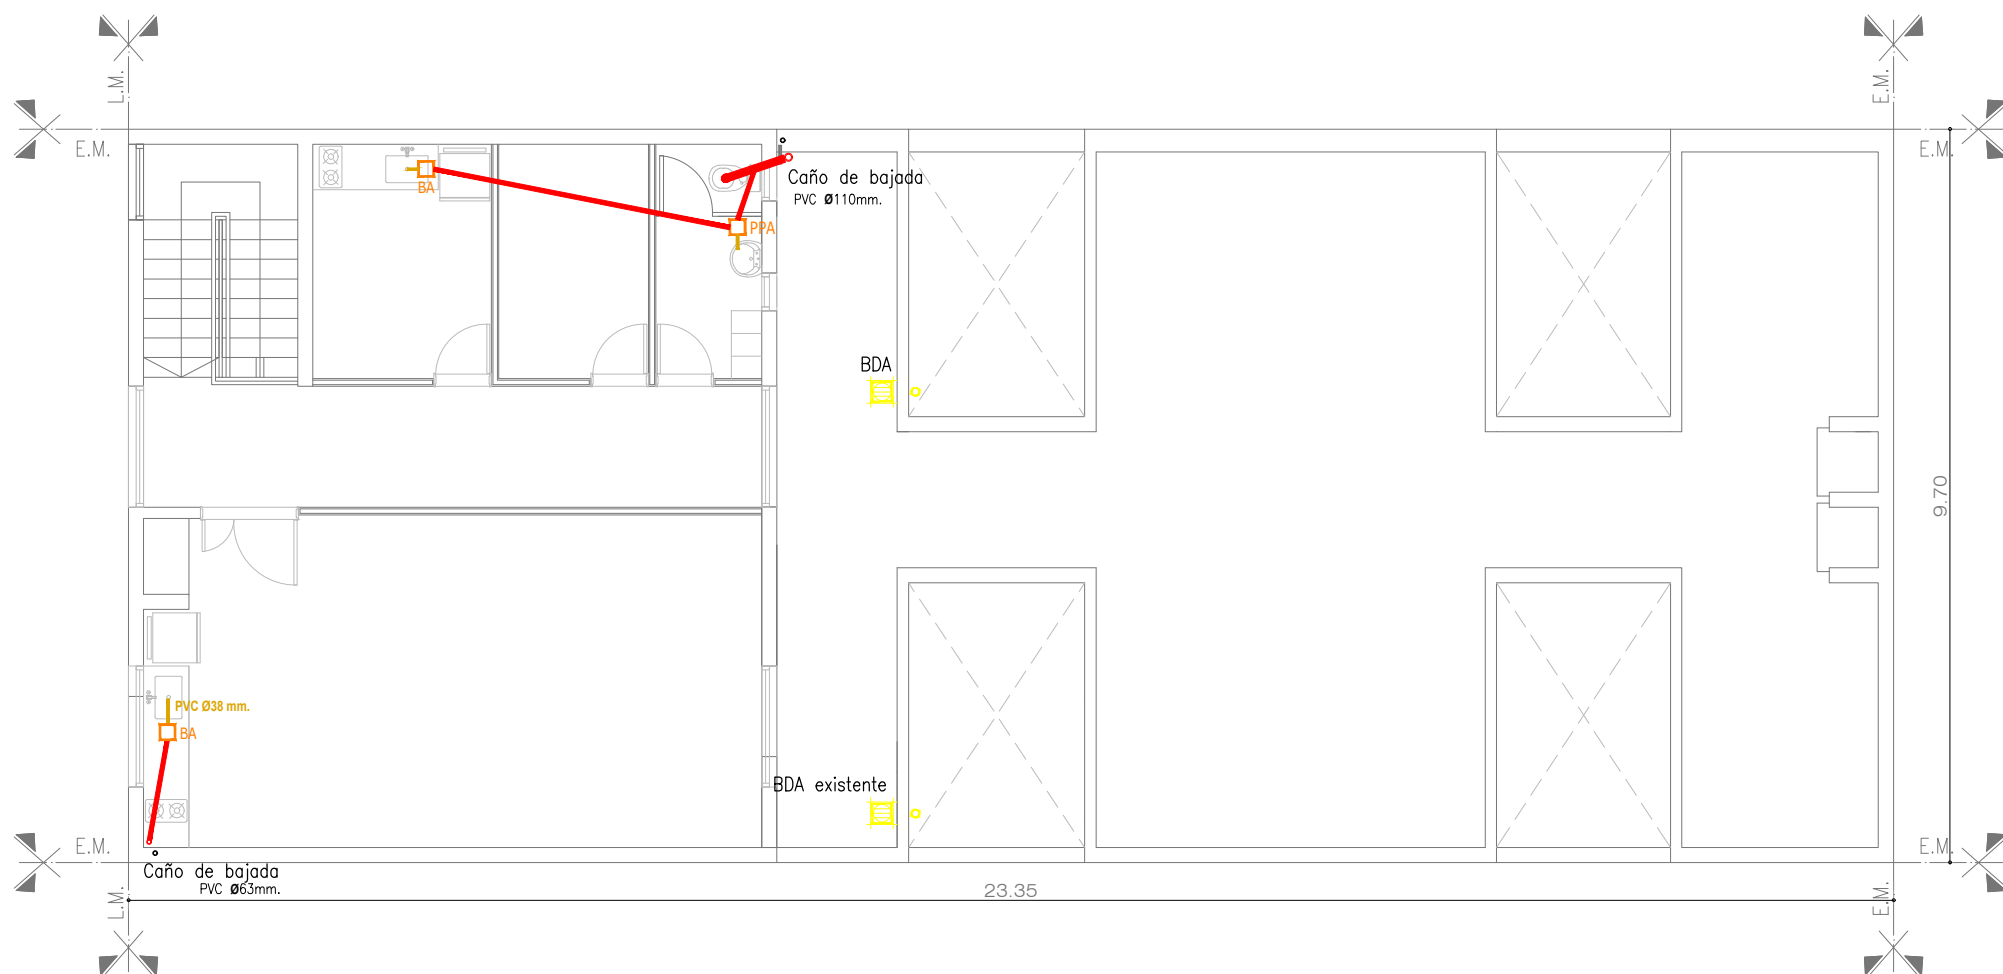 L.M.
E.M.
E.M.
E.M.
BA
Caño de bajada
PVC Ø110mm.
PPA
BDA
9.70
PVC Ø38 mm.
BA
BDA existente
E.M.
E.M.
Caño de bajada
PVC Ø63mm.
L.M.
23.35
E.M.